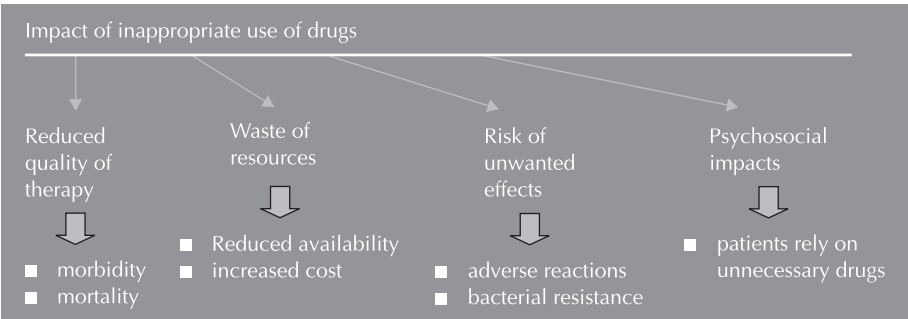 Impact of inappropriate use of drugs
Reduced
quality of
therapy
■ morbidity
■ mortality
Waste of
resources
■ Reduced availability
■ increased cost
Risk of
unwanted
effects
■ adverse reactions
■ bacterial resistance
Psychosocial
impacts
■ patients rely on
unnecessary drugs